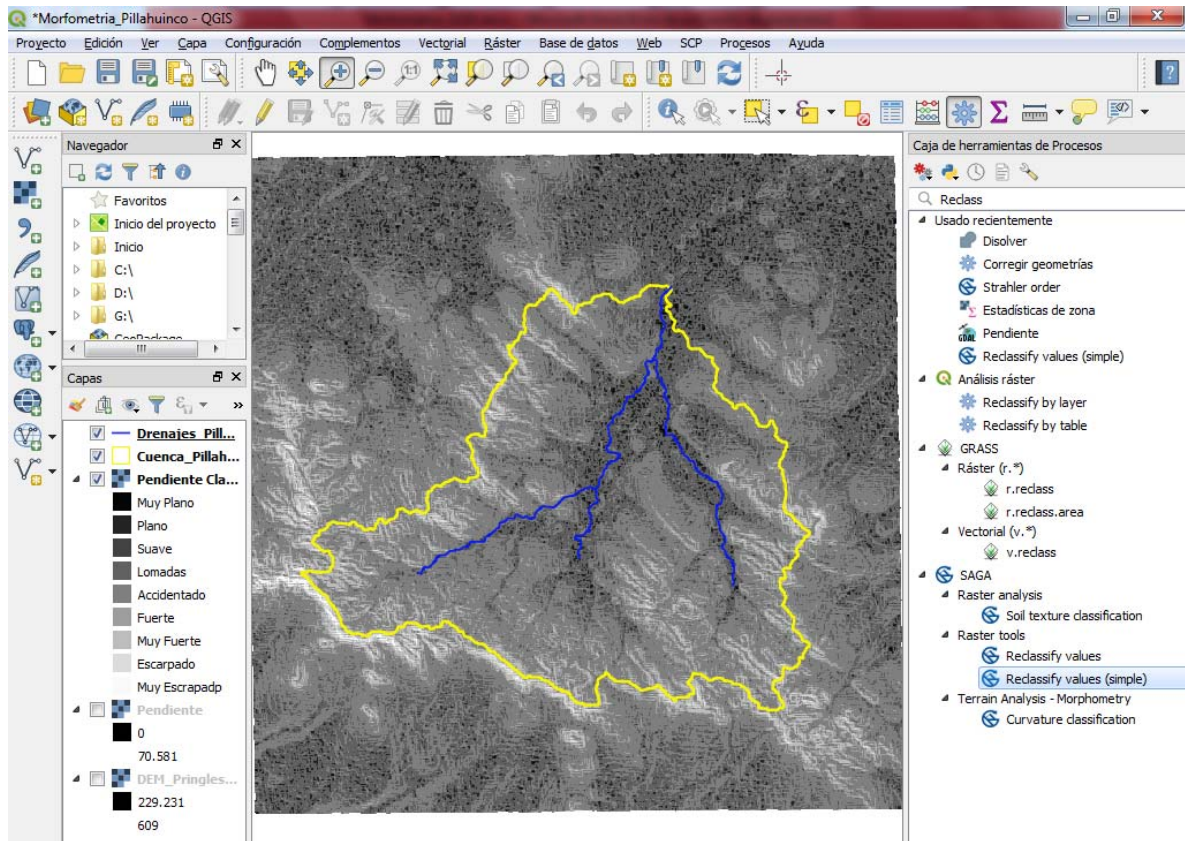 *Morfometria_Pillahuinco - QGIS
Proyecto Edición Ver Capa Configuración Complementos Vectorial Ráster Base de datos Web SCP Procesos Ayuda
Navegador
Favoritos
Inicio del proyecto
Inicio
C:\
D:\
G:\
GeoPackage
Capas
Drenajes_Pill...
Cuenca_Pillah...
Pendiente Cla...
Muy Plano
Plano
Suave
Lomadas
Accidentado
Fuerte
Muy Fuerte
Escarpado
Muy Escrapadp
Pendiente
0
70.581
DEM_Pringles...
229.231
609
Caja de herramientas de Procesos
Reclass
Usado recientemente
Disolver
Corregir geometrías
Strahler order
Estadísticas de zona
GDAL Pendiente
Reclassify values (simple)
Análisis ráster
Reclassify by layer
Reclassify by table
GRASS
Ráster (r.*)
r.reclass
r.reclass.area
Vectorial (v.*)
v.reclass
SAGA
Raster analysis
Soil texture classification
Raster tools
Reclassify values
Reclassify values (simple)
Terrain Analysis - Morphometry
Curvature classification